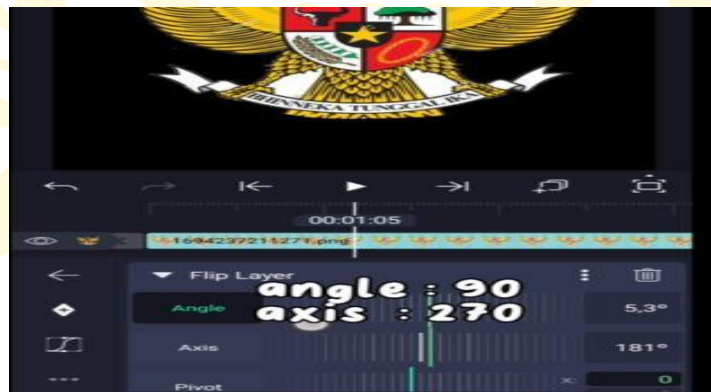 BHINNEKA TUNGGAL IKA
00:01:05
1694237211271.png
Flip Layer
angle : 90
axis : 270
Angle
5,3°
Axis
181°
Pivot
x:
0